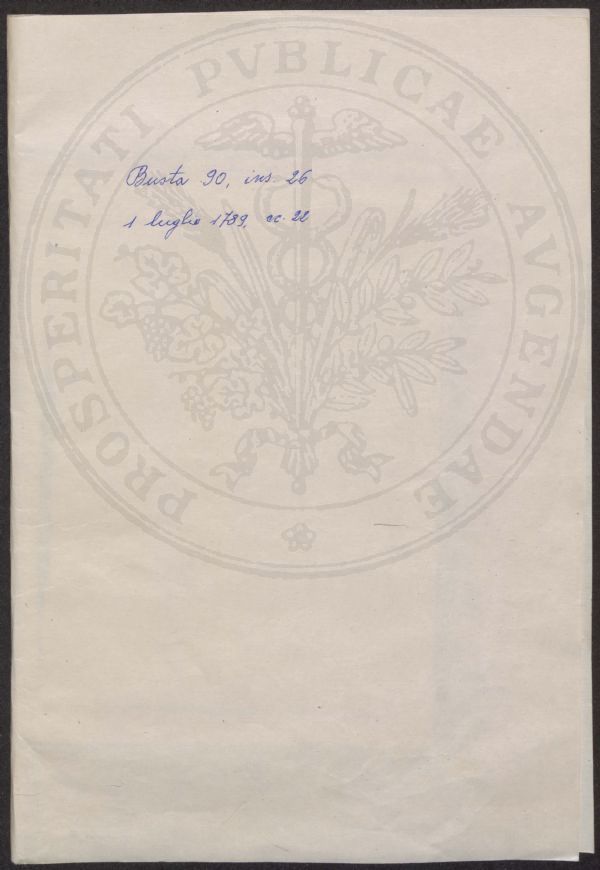 PROSPERITATI PVBLICAE AVGENDAE
Busta 90, ins. 26
1 luglio 1789, cc. 22